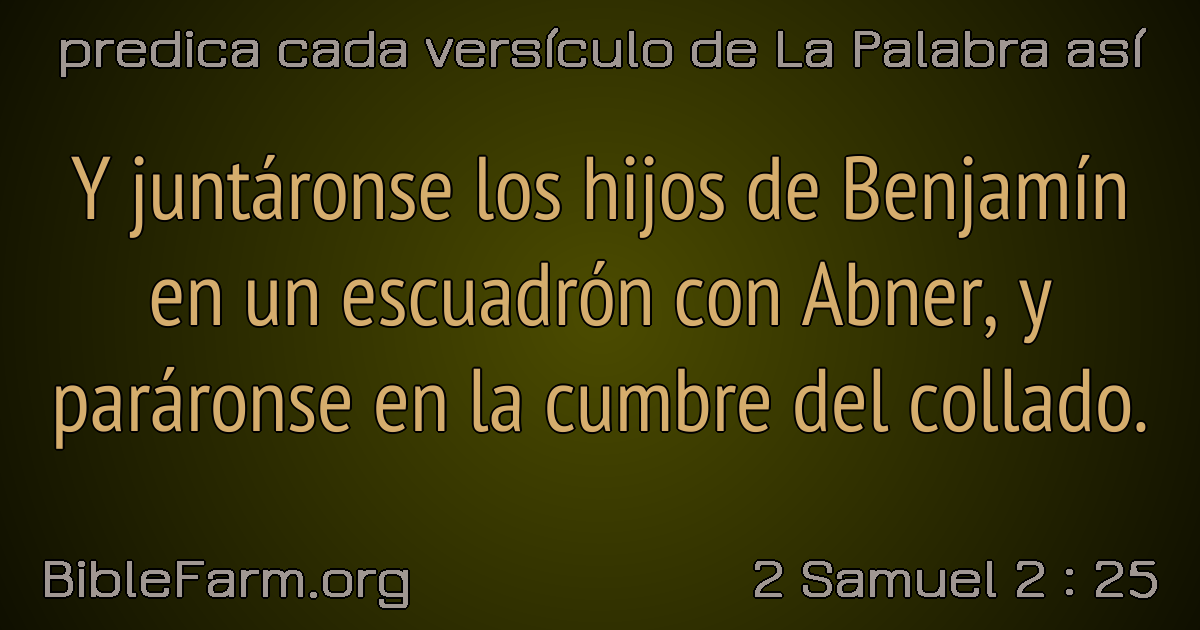 predica cada versículo de La Palabra así
Y juntáronse los hijos de Benjamín
en un escuadrón con Abner, y
paráronse en la cumbre del collado.
BibleFarm.org
2 Samuel 2 : 25